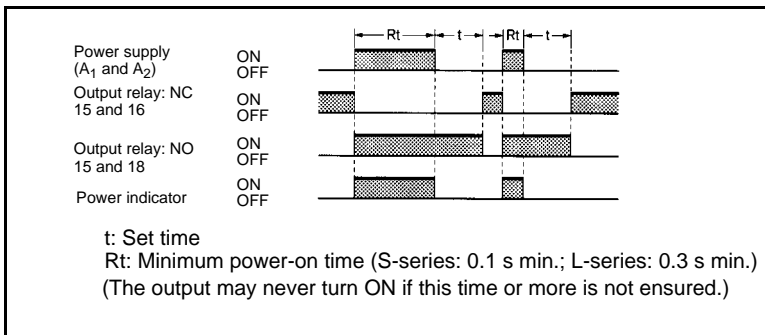 Rt t Rt t
Power supply
(A₁ and A₂)
ON
OFF
Output relay: NC
15 and 16
ON
OFF
Output relay: NO
15 and 18
ON
OFF
Power indicator
ON
OFF
t: Set time
Rt: Minimum power-on time (S-series: 0.1 s min.; L-series: 0.3 s min.)
(The output may never turn ON if this time or more is not ensured.)